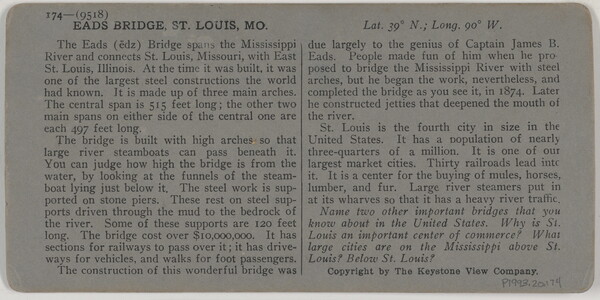 174—(9518)
EADS BRIDGE, ST. LOUIS, MO.
Lat. 39° N.; Long. 90° W.
The Eads (ēdz) Bridge spans the Mississippi
River and connects St. Louis, Missouri, with East
St. Louis, Illinois. At the time it was built, it was
one of the largest steel constructions the world
had known. It is made up of three main arches.
The central span is 515 feet long; the other two
main spans on either side of the central one are
each 497 feet long.
The bridge is built with high arches so that
large river steamboats can pass beneath it.
You can judge how high the bridge is from the
water, by looking at the funnels of the steam-
boat lying just below it. The steel work is sup-
ported on stone piers. These rest on steel sup-
ports driven through the mud to the bedrock of
the river. Some of these supports are 120 feet
long. The bridge cost over $10,000,000. It has
sections for railways to pass over it; it has drive-
ways for vehicles, and walks for foot passengers.
The construction of this wonderful bridge was
due largely to the genius of Captain James B.
Eads. People made fun of him when he pro
posed to bridge the Mississippi River with steel
arches, but he began the work, nevertheless, and
completed the bridge as you see it, in 1874. Later
he constructed jetties that deepened the mouth of
the river.
St. Louis is the fourth city in size in the
United States. It has a population of nearly
three-quarters of a million. It is one of our
largest market cities. Thirty railroads lead into
it. It is a center for the buying of mules, horses,
lumber, and fur. Large river steamers put in
at its wharves so that it has a heavy river traffic.
Name two other important bridges that you
know about in the United States. Why is St.
Louis an important center of commerce? What
large cities are on the Mississippi above St.
Louis? Below St. Louis?
Copyright by The Keystone View Company.
P1992.20174